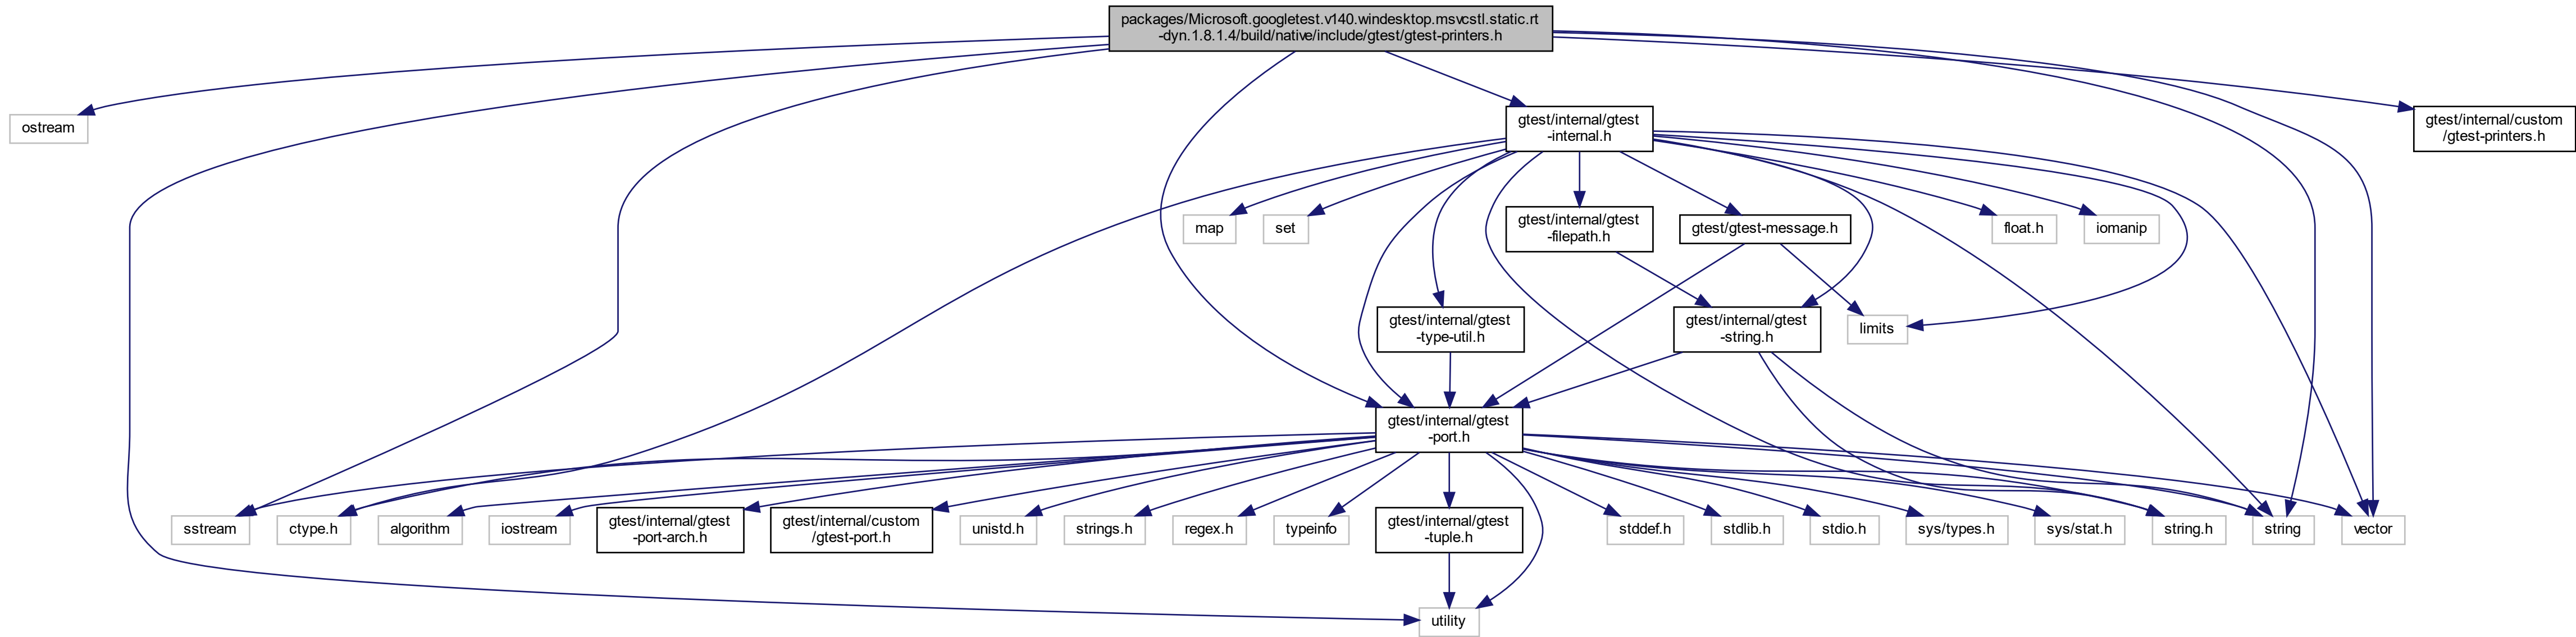 packages/Microsoft.googletest.v140.windesktop.msvcstl.static.rt
-dyn.1.8.1.4/build/native/include/gtest/gtest-printers.h
ostream
gtest/internal/gtest
-internal.h
gtest/internal/custom
/gtest-printers.h
map
set
gtest/internal/gtest
-filepath.h
gtest/gtest-message.h
float.h
iomanip
gtest/internal/gtest
-type-util.h
gtest/internal/gtest
-string.h
limits
gtest/internal/gtest
-port.h
sstream
ctype.h
algorithm
iostream
gtest/internal/gtest
-port-arch.h
gtest/internal/custom
/gtest-port.h
unistd.h
strings.h
regex.h
typeinfo
gtest/internal/gtest
-tuple.h
stddef.h
stdlib.h
stdio.h
sys/types.h
sys/stat.h
string.h
string
vector
utility